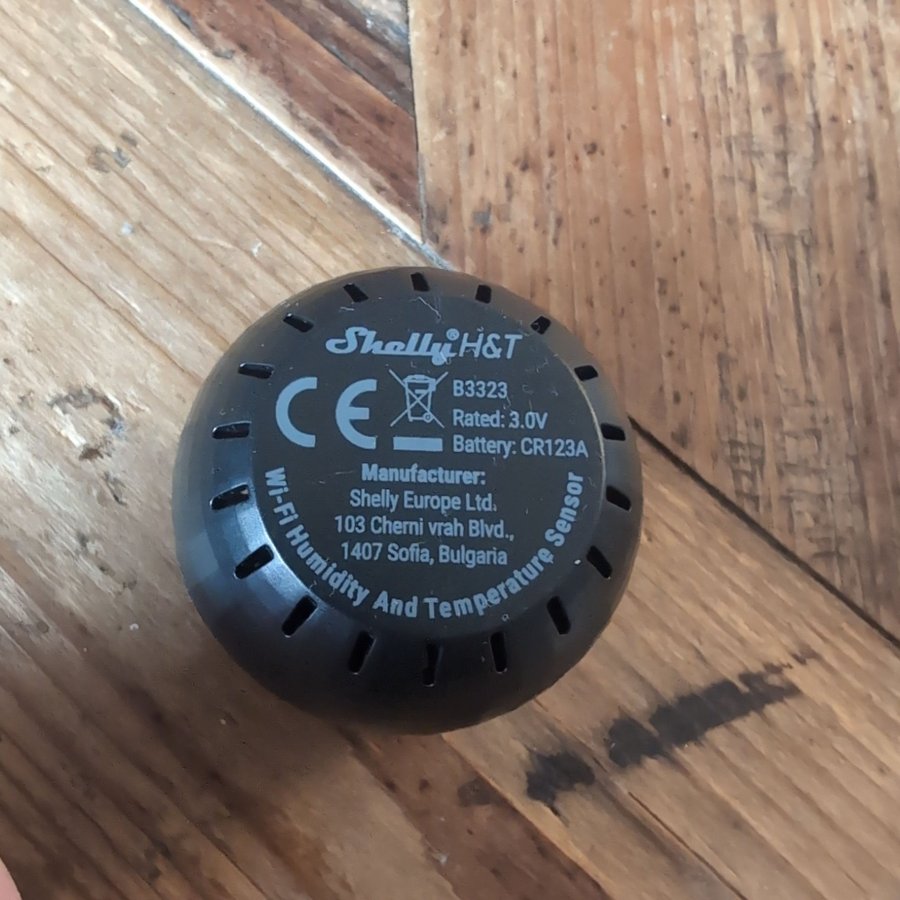 Shelly® H&T
CE
B3323
Rated: 3.0V
Battery: CR123A
Manufacturer:
Shelly Europe Ltd.
103 Cherni vrah Blvd.,
1407 Sofia, Bulgaria
Wi-Fi Humidity And Temperature Sensor